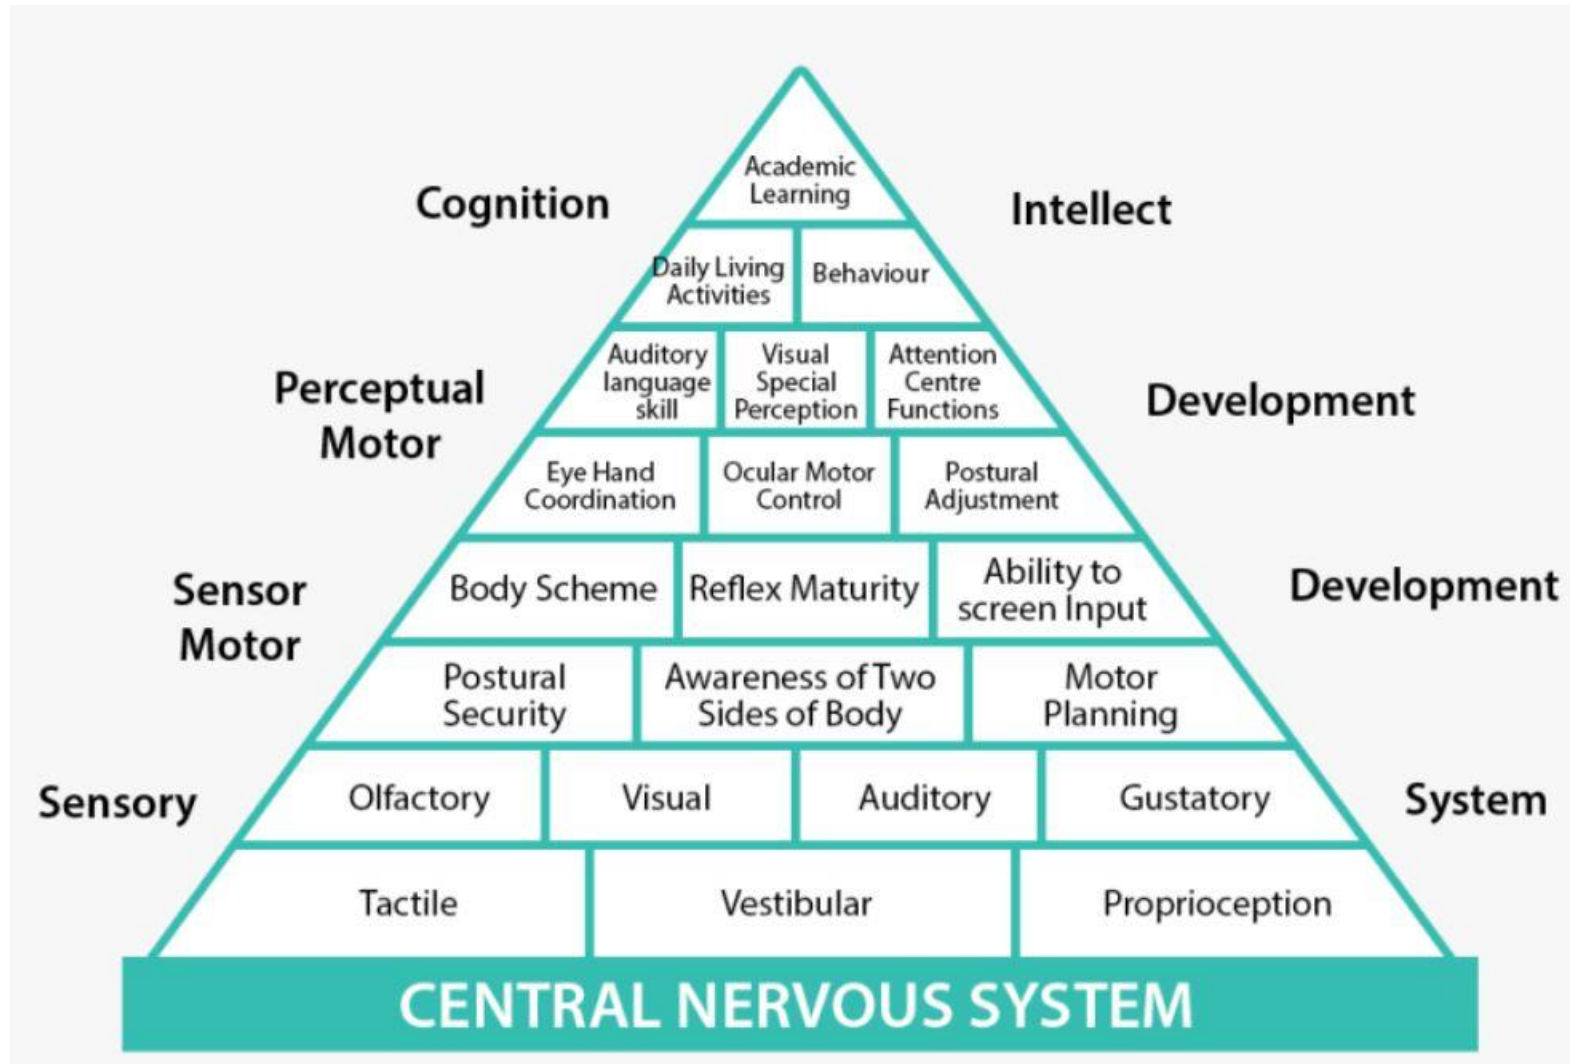 Academic
Learning
Cognition
Intellect
Daily Living
Activities
Behaviour
Auditory
language
skill
Visual
Special
Perception
Attention
Centre
Functions
Perceptual
Motor
Development
Eye Hand
Coordination
Ocular Motor
Control
Postural
Adjustment
Body Scheme
Reflex Maturity
Ability to
screen Input
Sensor
Motor
Development
Postural
Security
Awareness of Two
Sides of Body
Motor
Planning
Sensory
Olfactory
Visual
Auditory
Gustatory
System
Tactile
Vestibular
Proprioception
CENTRAL NERVOUS SYSTEM